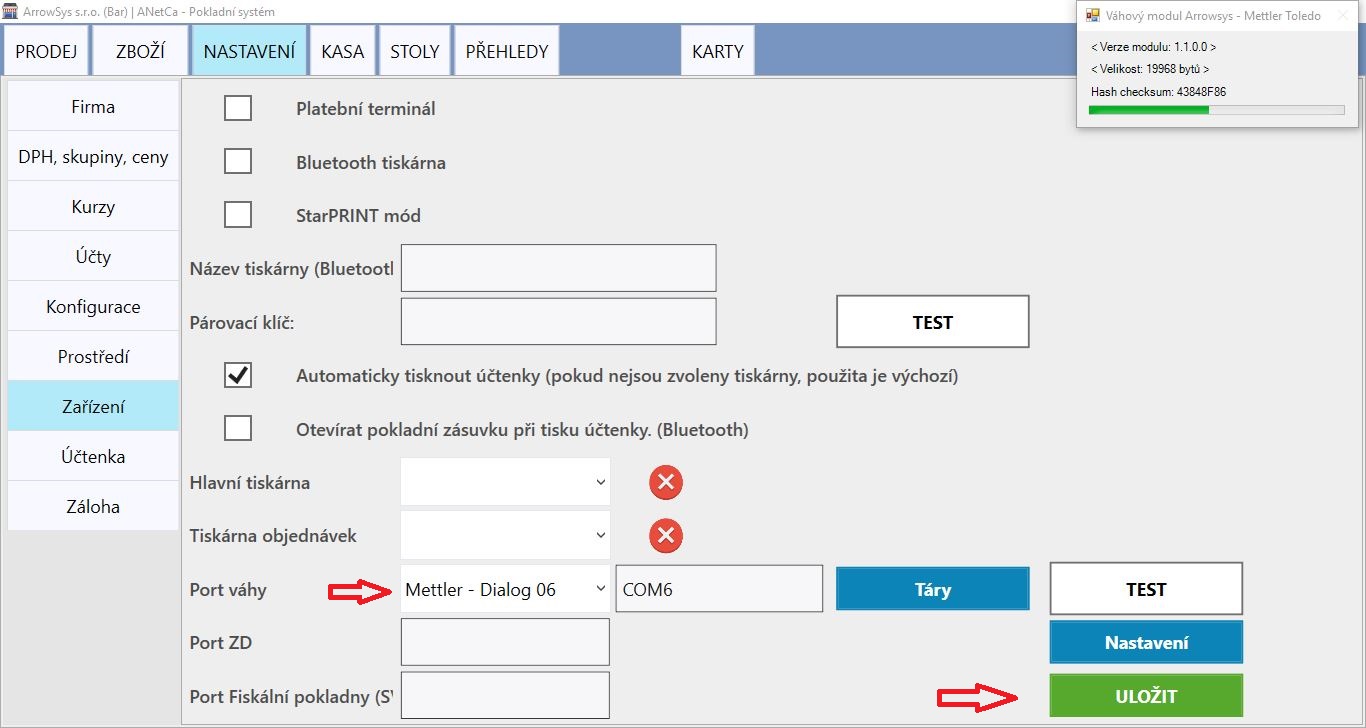 ArrowSys s.r.o. (Bar) | ANetCa - Pokladní systém
Váhový modul Arrowsys - Mettler Toledo
< Verze modulu: 1.1.0.0 >
< Velikost: 19968 bytů >
Hash checksum: 43848F86
PRODEJ ZBOŽÍ NASTAVENÍ KASA STOLY PŘEHLEDY KARTY
Firma
DPH, skupiny, ceny
Kurzy
Účty
Konfigurace
Prostředí
Zařízení
Účtenka
Záloha
Platební terminál
Bluetooth tiskárna
StarPRINT mód
Název tiskárny (Bluetooth
Párovací klíč:
TEST
Automaticky tisknout účtenky (pokud nejsou zvoleny tiskárny, použita je výchozí)
Otevírat pokladní zásuvku při tisku účtenky. (Bluetooth)
Hlavní tiskárna
Tiskárna objednávek
Port váhy Mettler - Dialog 06 COM6 Táry TEST
Port ZD Nastavení
Port Fiskální pokladny (SV ULOŽIT